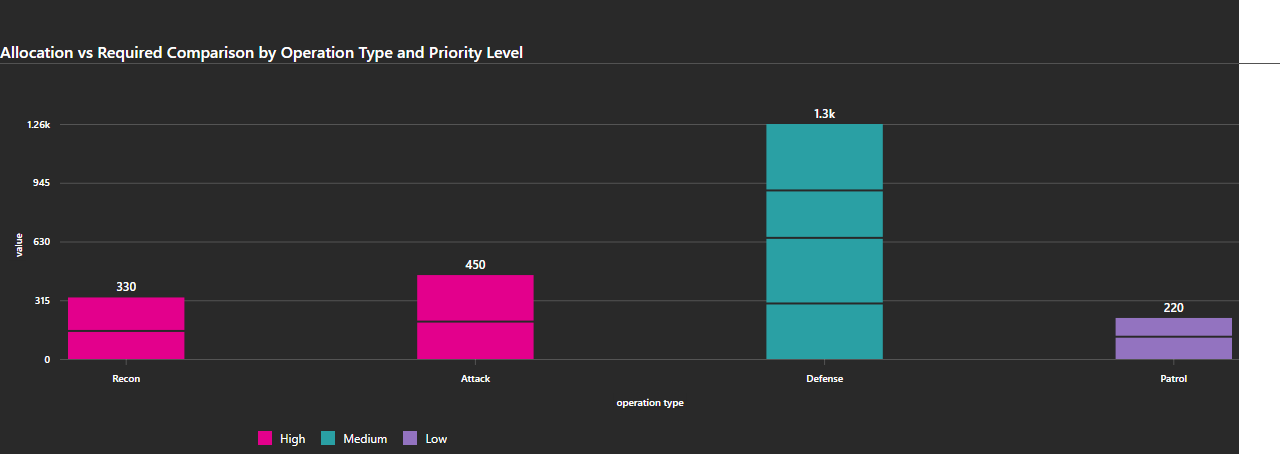 Allocation vs Required Comparison by Operation Type and Priority Level
1.3k
1.26k
945
value
630
450
330
315
220
0
Recon
Attack
Defense
Patrol
operation type
High
Medium
Low